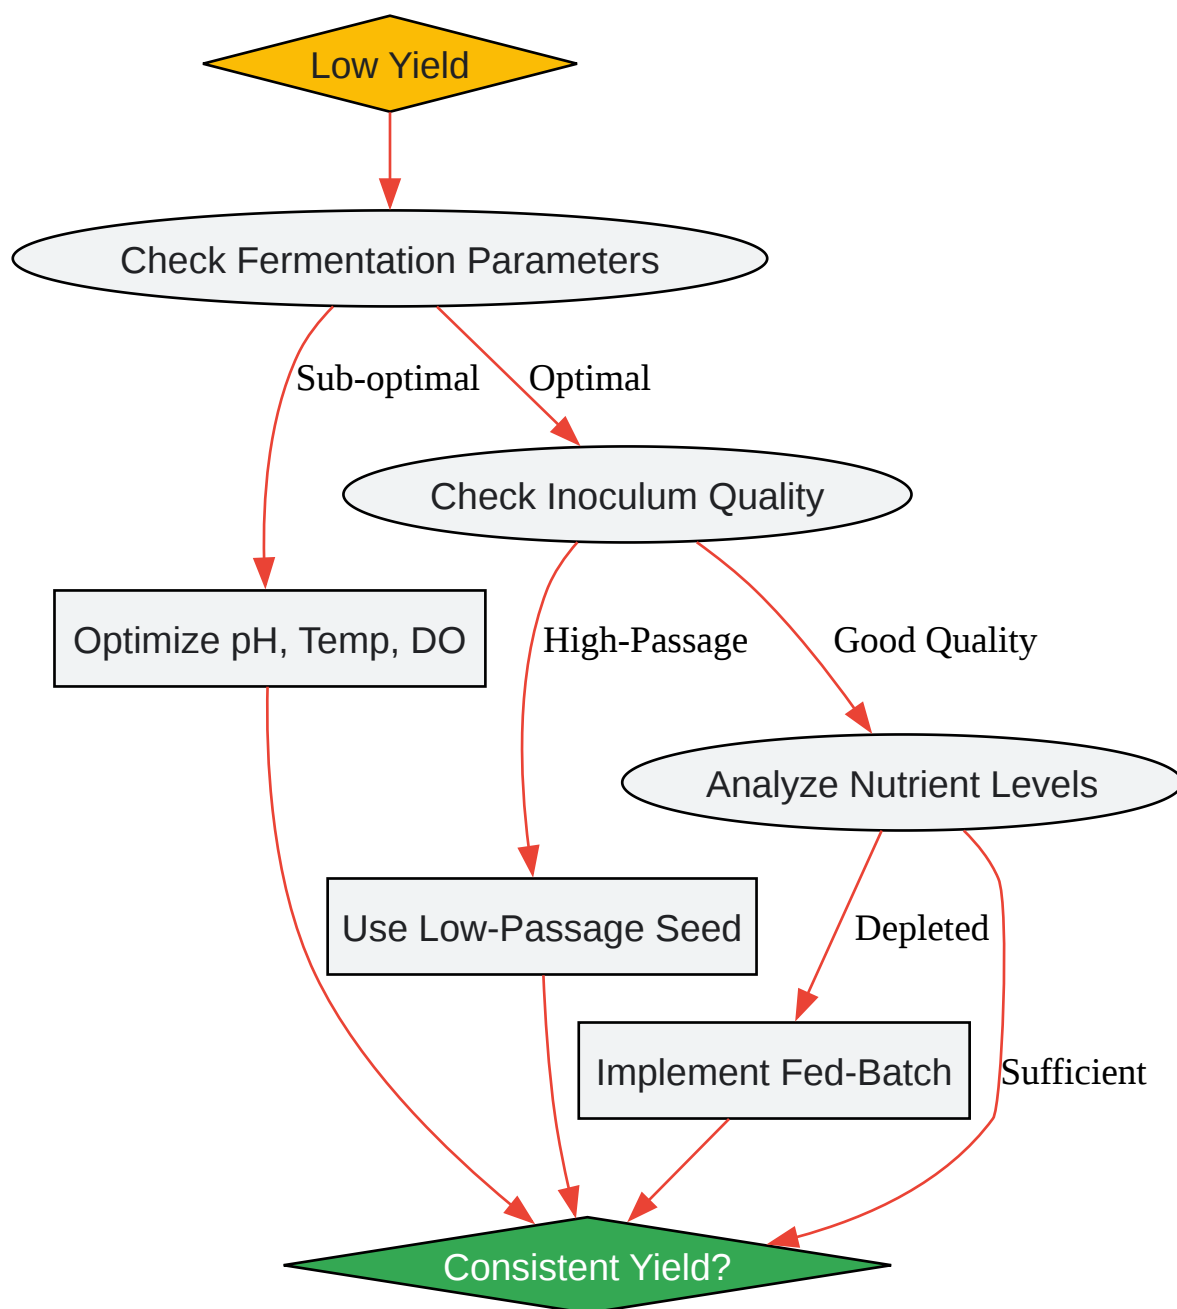 Low Yield
Check Fermentation Parameters
Sub-optimal
Optimal
Check Inoculum Quality
Optimize pH, Temp, DO
High-Passage
Good Quality
Analyze Nutrient Levels
Use Low-Passage Seed
Depleted
Implement Fed-Batch
Sufficient
Consistent Yield?